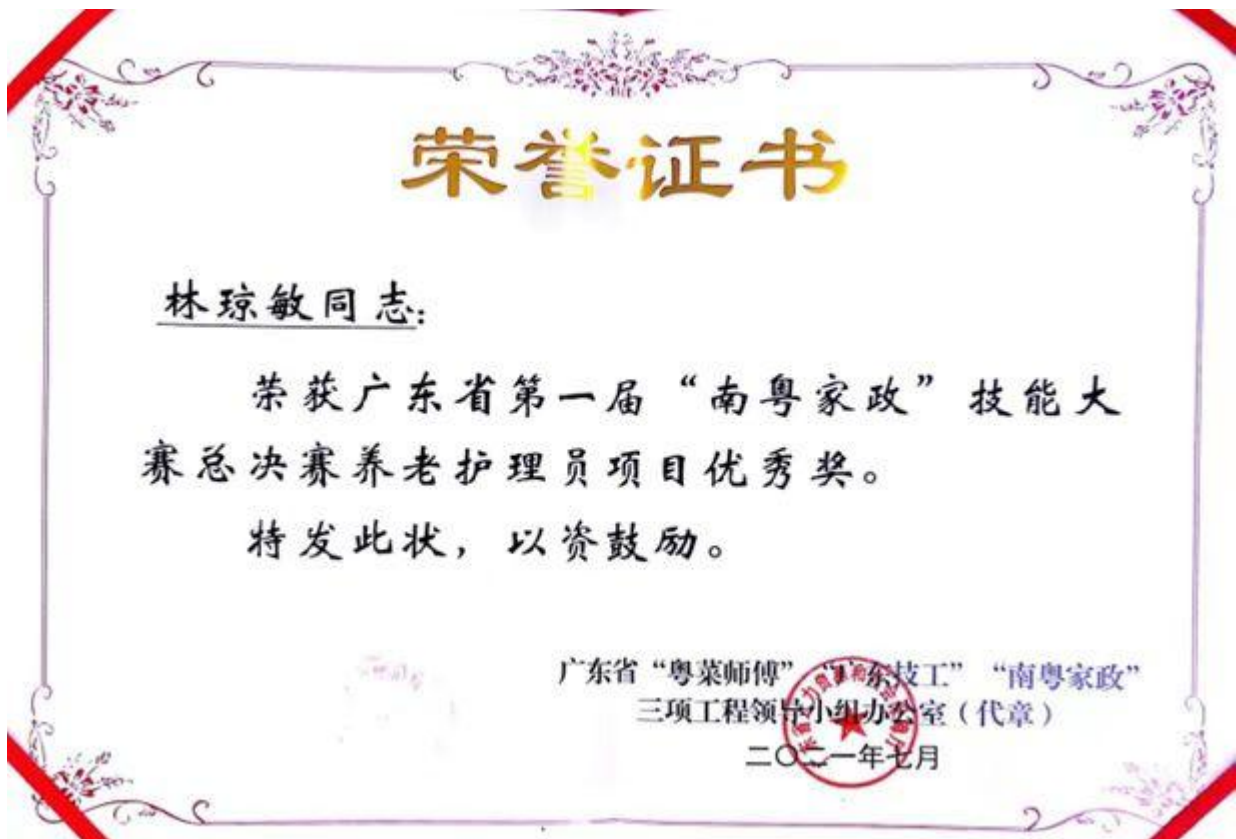 荣誉证书
林琼敏同志:
荣获广东省第一届“南粤家政”技能大
赛总决赛养老护理员项目优秀奖。
特发此状，以资鼓励。
广东省“粤菜师傅” “广东技工” “南粤家政”
三项工程领导小组办公室（代章）
二〇二一年七月